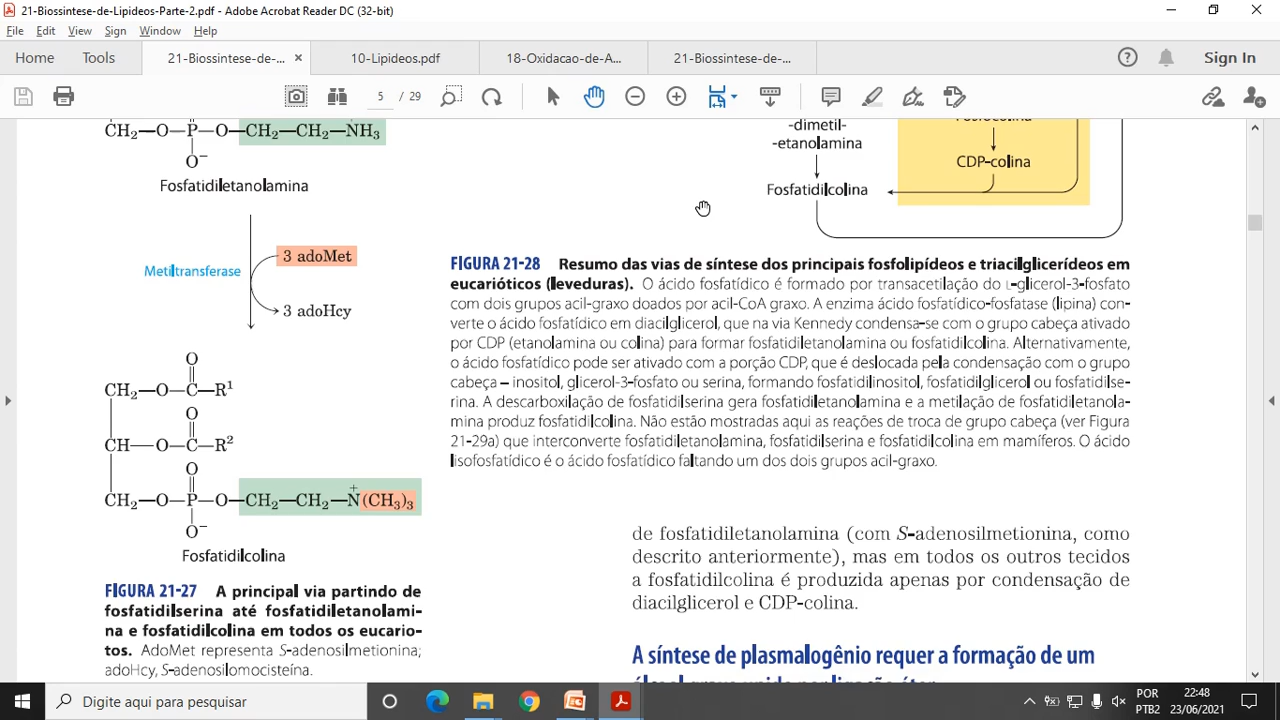 21-Biossintese-de-Lipideos-Parte-2.pdf - Adobe Acrobat Reader DC (32-bit)
File Edit View Sign Window Help
Home Tools 21-Biossintese-de-... × 10-Lipideos.pdf 18-Oxidacao-de-A... 21-Biossintese-de-... Sign In
5 / 29
CH₂—O—P—O—CH₂—CH₂—NH₃
O⁻
Fosfatidiletanolamina
3 adoMet
Metiltransferase
3 adoHcy
O
CH₂—O—C—R¹
O
CH—O—C—R²
O
CH₂—O—P—O—CH₂—CH₂—N⁺(CH₃)₃
O⁻
Fosfatidilcolina
FIGURA 21-27 A principal via partindo de
fosfatidilserina até fosfatidiletanolami-
na e fosfatidilcolina em todos os eucario-
tos. AdoMet representa S-adenosilmetionina;
adoHcy, S-adenosilomocisteína.
-dimetil-
-etanolamina
Fosfatidilcolina
Fosfocolina
CDP-colina
FIGURA 21-28 Resumo das vias de síntese dos principais fosfolipídeos e triacilglicerídeos em
eucarióticos (leveduras). O ácido fosfatídico é formado por transacetilação do L-glicerol-3-fosfato
com dois grupos acil-graxo doados por acil-CoA graxo. A enzima ácido fosfatídico-fosfatase (lipina) con-
verte o ácido fosfatídico em diacilglicerol, que na via Kennedy condensa-se com o grupo cabeça ativado
por CDP (etanolamina ou colina) para formar fosfatidiletanolamina ou fosfatidilcolina. Alternativamente,
o ácido fosfatídico pode ser ativado com a porção CDP, que é deslocada pela condensação com o grupo
cabeça – inositol, glicerol-3-fosfato ou serina, formando fosfatidilinositol, fosfatidilglicerol ou fosfatidilse-
rina. A descarboxilação de fosfatidilserina gera fosfatidiletanolamina e a metilação de fosfatidiletanola-
mina produz fosfatidilcolina. Não estão mostradas aqui as reações de troca de grupo cabeça (ver Figura
21-29a) que interconverte fosfatidiletanolamina, fosfatidilserina e fosfatidilcolina em mamíferos. O ácido
lisofosfatídico é o ácido fosfatídico faltando um dos dois grupos acil-graxo.
de fosfatidiletanolamina (com S-adenosilmetionina, como
descrito anteriormente), mas em todos os outros tecidos
a fosfatidilcolina é produzida apenas por condensação de
diacilglicerol e CDP-colina.
A síntese de plasmalogênio requer a formação de um
álcool graxo unido por ligação éter
Digite aqui para pesquisar
POR
PTB2
22:48
23/06/2021